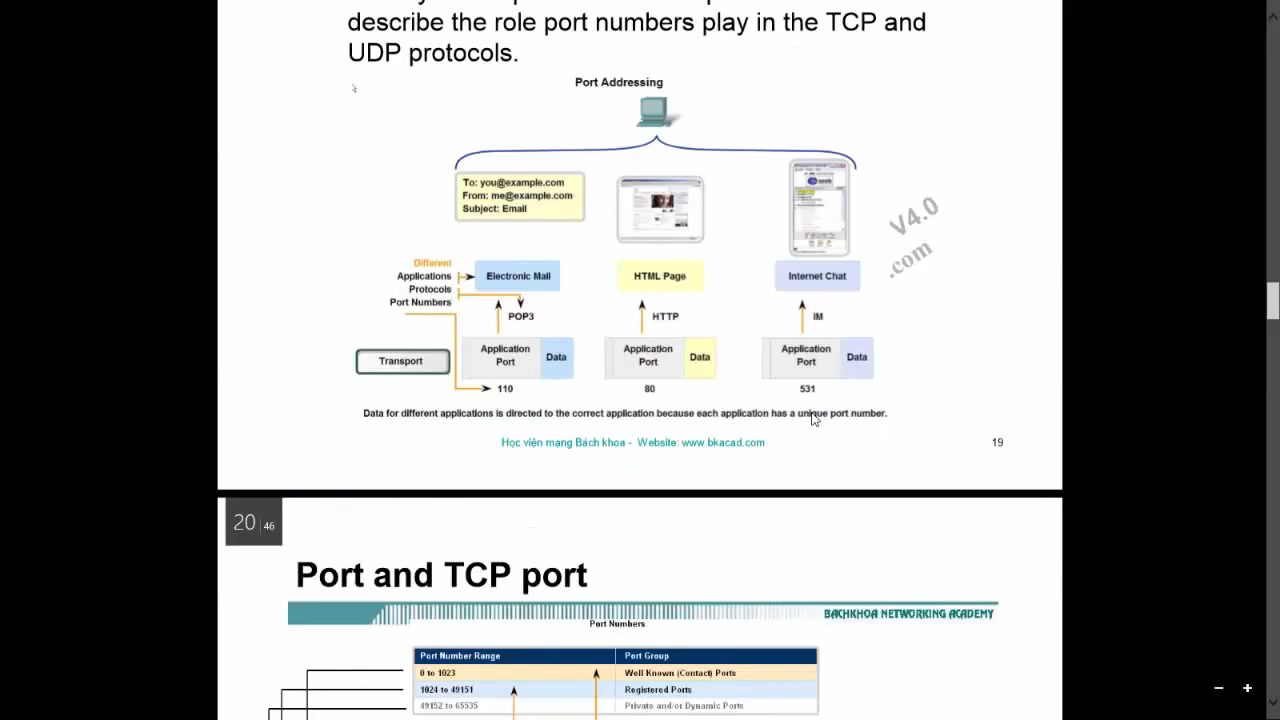 describe the role port numbers play in the TCP and
UDP protocols.
Port Addressing
To: you@example.com
From: me@example.com
Subject: Email
V4.0
.com
Different
Applications
Protocols
Port Numbers
Electronic Mail
HTML Page
Internet Chat
POP3
HTTP
IM
Transport
Application
Port
Data
Application
Port
Data
Application
Port
Data
110
80
531
Data for different applications is directed to the correct application because each application has a unique port number.
Học viện mạng Bách khoa - Website: www.bkacad.com
19
20 | 46
Port and TCP port
BACHKHOA NETWORKING ACADEMY
Port Numbers
Port Number Range Port Group
0 to 1023 Well Known (Contact) Ports
1024 to 49151 Registered Ports
49152 to 65535 Private and/or Dynamic Ports